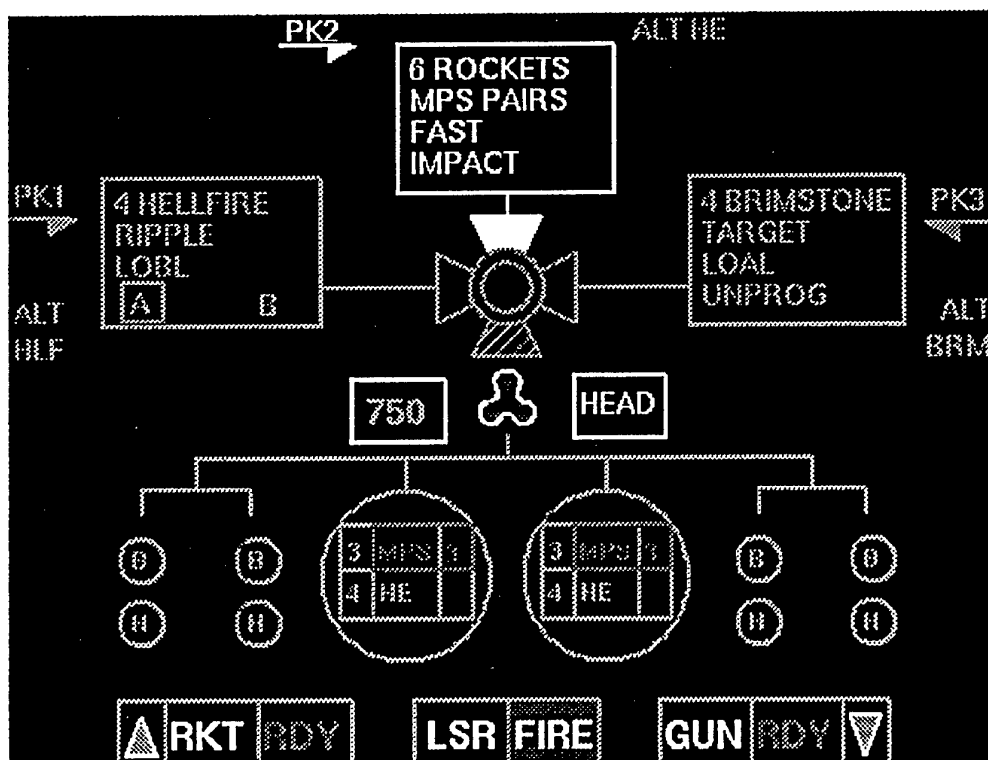 PK2
ALT HE
6 ROCKETS
MPS PAIRS
FAST
IMPACT
PK1
4 HELLFIRE
RIPPLE
LOBL
A B
ALT
HLF
4 BRIMSTONE
TARGET
LOAL
UNPROG
PK3
ALT
BRM
750
HEAD
3 MPS 3
4 HE
3 MPS 3
4 HE
B
H H
H H
RKT RDY
LSR FIRE
GUN RDY